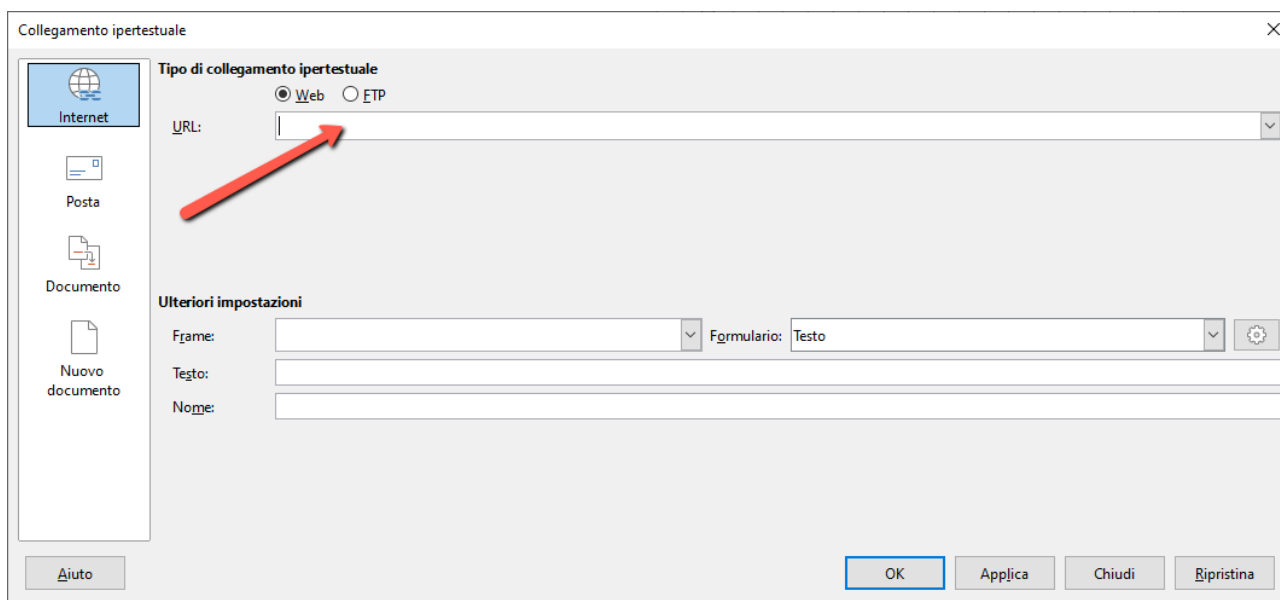 Collegamento ipertestuale
Internet
Posta
Documento
Nuovo
documento
Tipo di collegamento ipertestuale
Web FTP
URL:
Ulteriori impostazioni
Frame: Formulario: Testo
Testo:
Nome:
Aiuto OK Applica Chiudi Ripristina